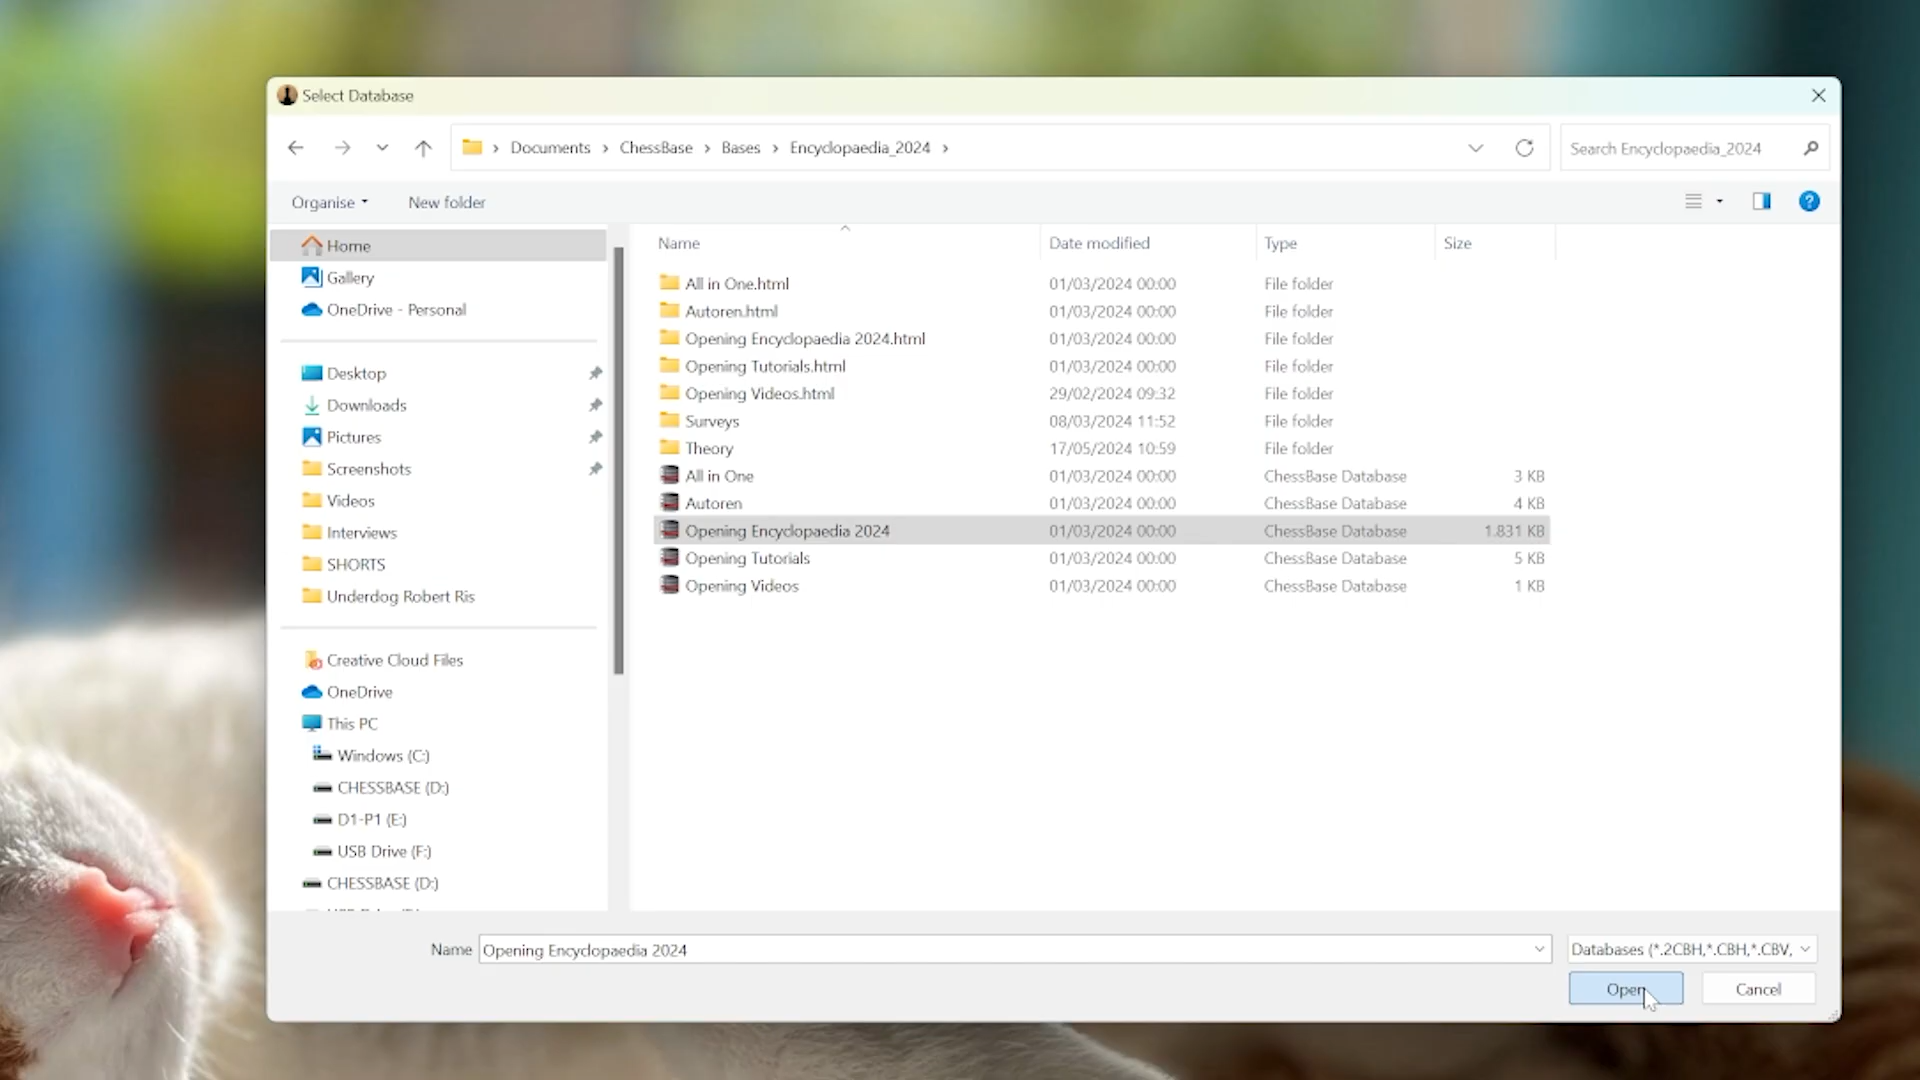 Select Database
Documents > ChessBase > Bases > Encyclopaedia_2024 >
Search Encyclopaedia_2024
Organise
New folder
Home
Gallery
OneDrive - Personal
Desktop
Downloads
Pictures
Screenshots
Videos
Interviews
SHORTS
Underdog Robert Ris
Creative Cloud Files
OneDrive
This PC
Windows (C:)
CHESSBASE (D:)
D1-P1 (E:)
USB Drive (F:)
CHESSBASE (D:)
Name Date modified Type Size
All in One.html 01/03/2024 00:00 File folder
Autoren.html 01/03/2024 00:00 File folder
Opening Encyclopaedia 2024.html 01/03/2024 00:00 File folder
Opening Tutorials.html 01/03/2024 00:00 File folder
Opening Videos.html 29/02/2024 09:32 File folder
Surveys 08/03/2024 11:52 File folder
Theory 17/05/2024 10:59 File folder
All in One 01/03/2024 00:00 ChessBase Database 3 KB
Autoren 01/03/2024 00:00 ChessBase Database 4 KB
Opening Encyclopaedia 2024 01/03/2024 00:00 ChessBase Database 1.831 KB
Opening Tutorials 01/03/2024 00:00 ChessBase Database 5 KB
Opening Videos 01/03/2024 00:00 ChessBase Database 1 KB
Name Opening Encyclopaedia 2024
Databases (*.2CBH,*.CBH,*.CBV,
Open
Cancel